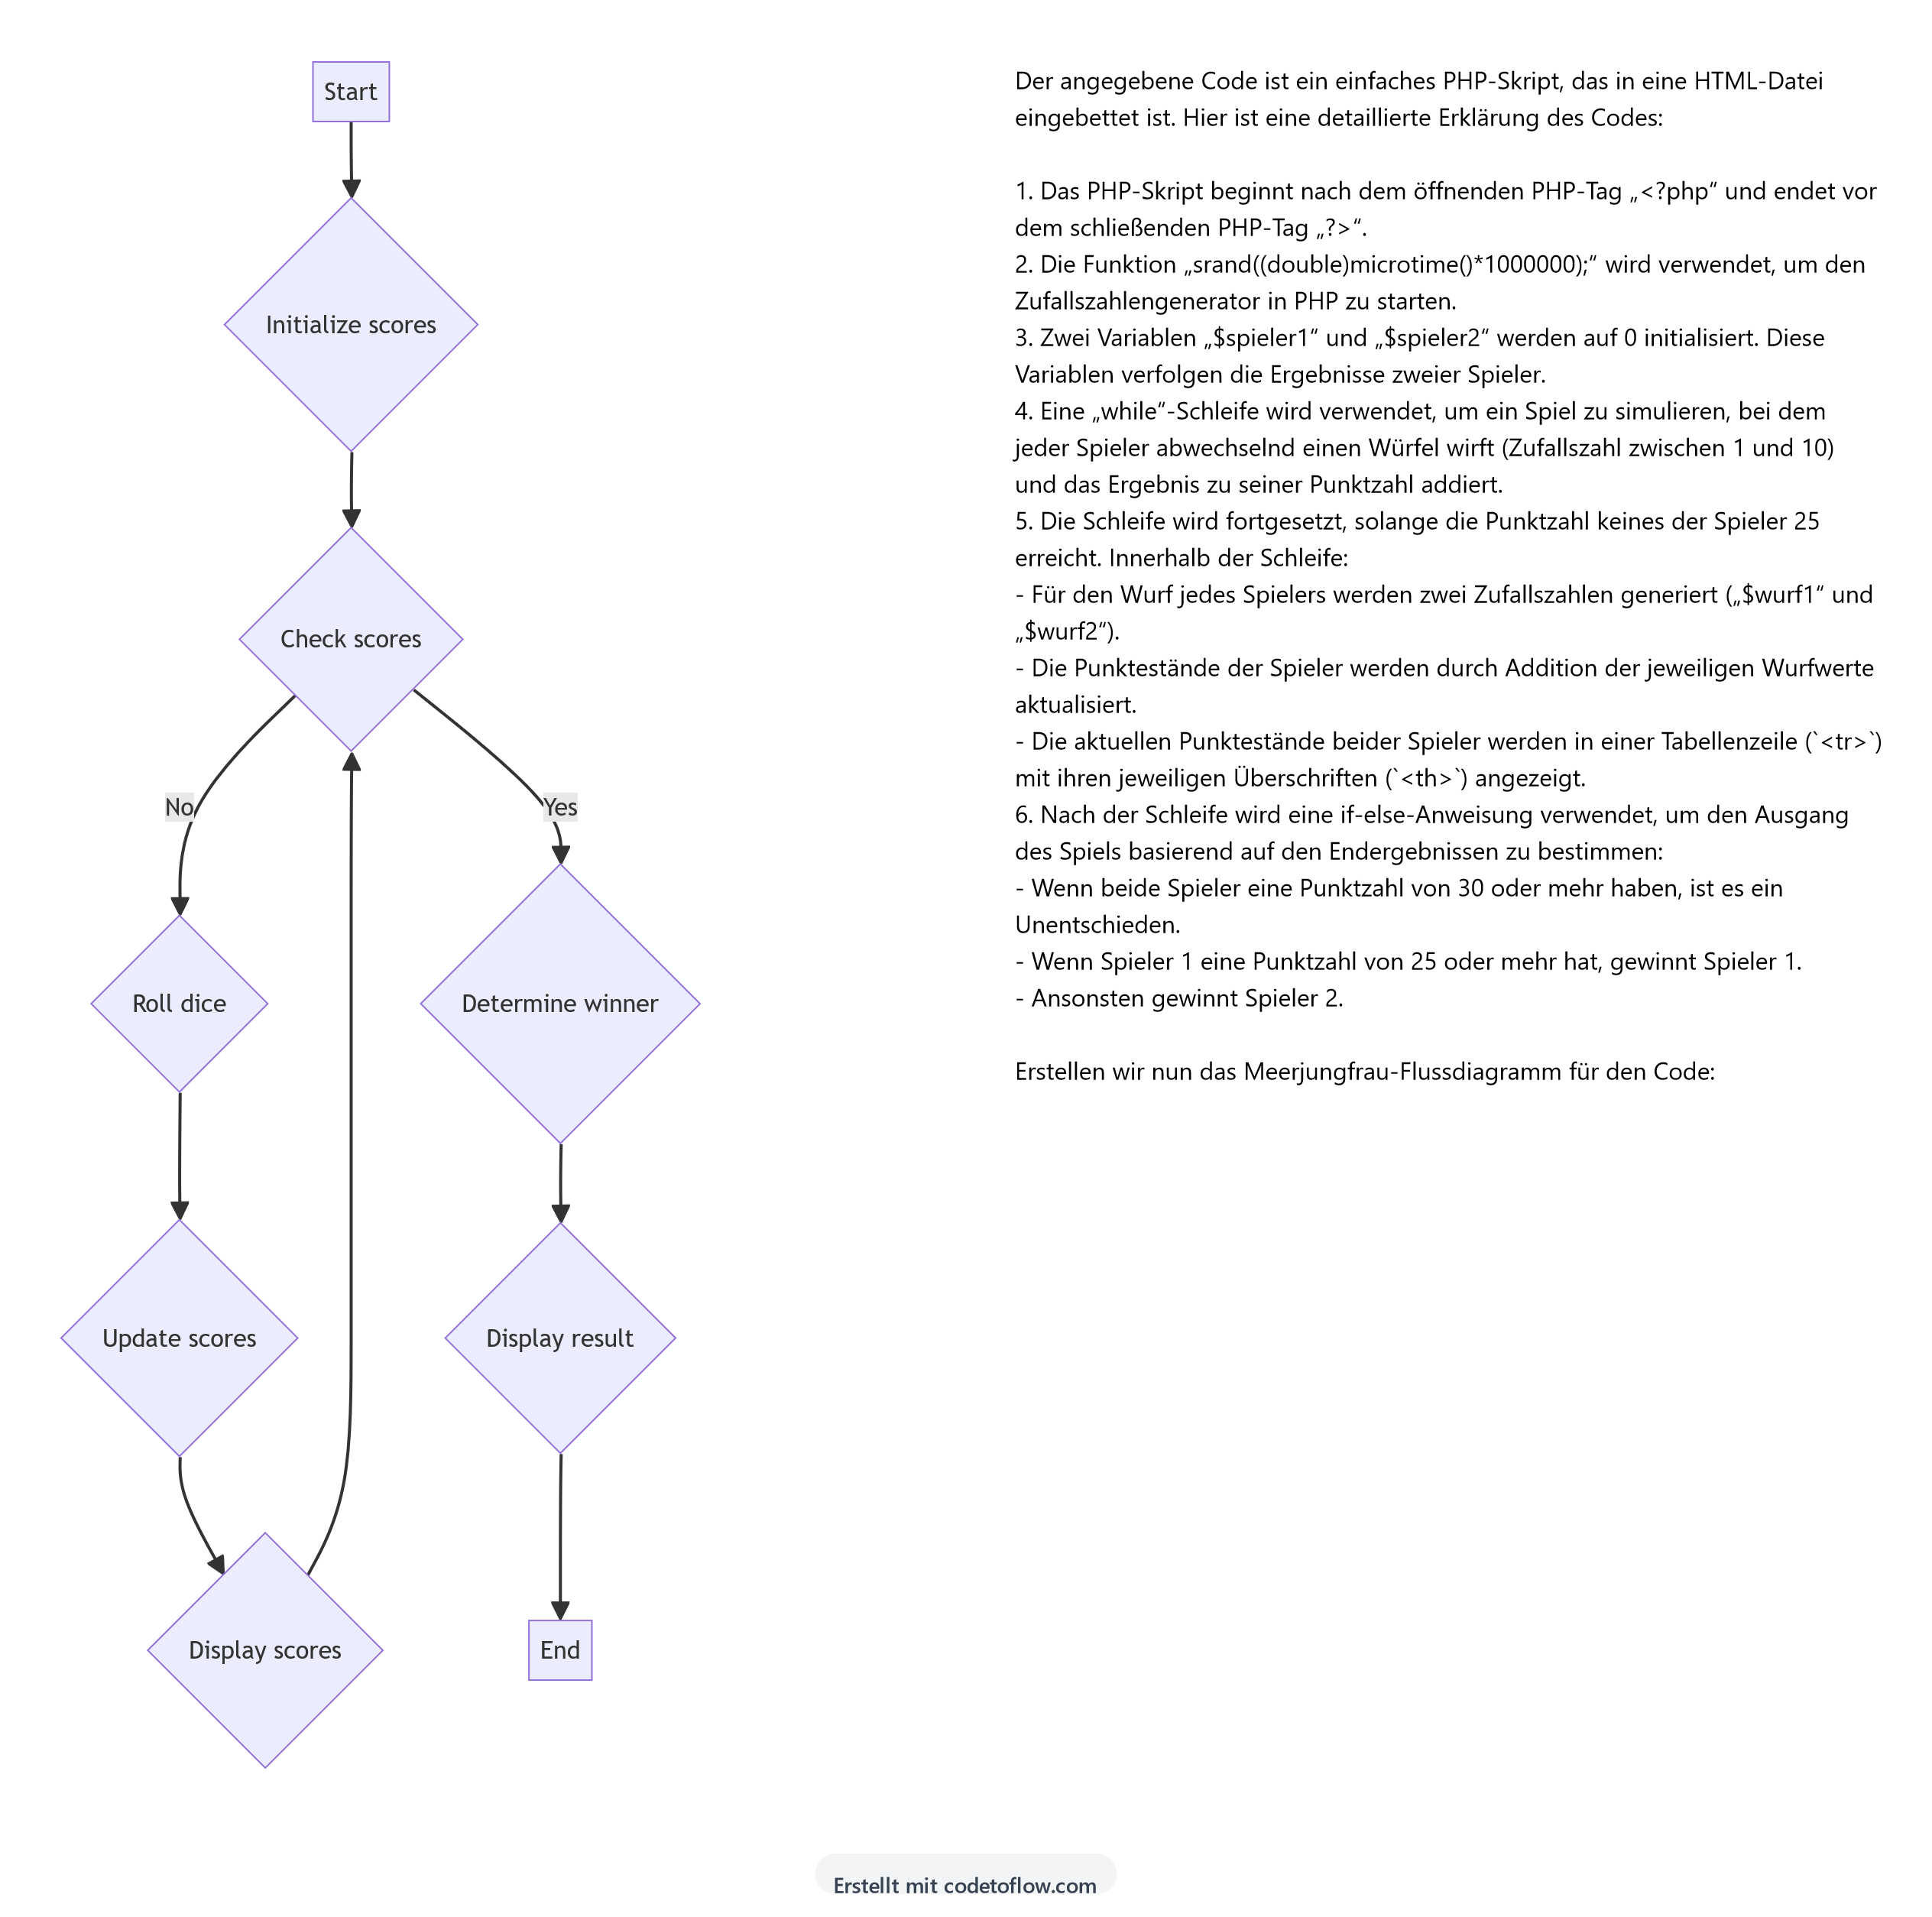 Start
Initialize scores
Check scores
No
Yes
Roll dice
Determine winner
Update scores
Display result
Display scores
End
Der angegebene Code ist ein einfaches PHP-Skript, das in eine HTML-Datei
eingebettet ist. Hier ist eine detaillierte Erklärung des Codes:
1. Das PHP-Skript beginnt nach dem öffnenden PHP-Tag „<?php“ und endet vor
dem schließenden PHP-Tag „?>“.
2. Die Funktion „srand((double)microtime()*1000000);“ wird verwendet, um den
Zufallszahlengenerator in PHP zu starten.
3. Zwei Variablen „$spieler1“ und „$spieler2“ werden auf 0 initialisiert. Diese
Variablen verfolgen die Ergebnisse zweier Spieler.
4. Eine „while“-Schleife wird verwendet, um ein Spiel zu simulieren, bei dem
jeder Spieler abwechselnd einen Würfel wirft (Zufallszahl zwischen 1 und 10)
und das Ergebnis zu seiner Punktzahl addiert.
5. Die Schleife wird fortgesetzt, solange die Punktzahl keines der Spieler 25
erreicht. Innerhalb der Schleife:
- Für den Wurf jedes Spielers werden zwei Zufallszahlen generiert („$wurf1“ und
„$wurf2“).
- Die Punktestände der Spieler werden durch Addition der jeweiligen Wurfwerte
aktualisiert.
- Die aktuellen Punktestände beider Spieler werden in einer Tabellenzeile (`<tr>`)
mit ihren jeweiligen Überschriften (`<th>`) angezeigt.
6. Nach der Schleife wird eine if-else-Anweisung verwendet, um den Ausgang
des Spiels basierend auf den Endergebnissen zu bestimmen:
- Wenn beide Spieler eine Punktzahl von 30 oder mehr haben, ist es ein
Unentschieden.
- Wenn Spieler 1 eine Punktzahl von 25 oder mehr hat, gewinnt Spieler 1.
- Ansonsten gewinnt Spieler 2.
Erstellen wir nun das Meerjungfrau-Flussdiagramm für den Code:
Erstellt mit codetoflow.com